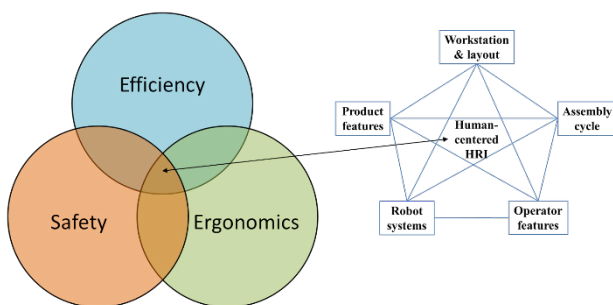 Efficiency
Safety
Ergonomics
Workstation
& layout
Product
features
Assembly
cycle
Human-
centered
HRI
Robot
systems
Operator
features